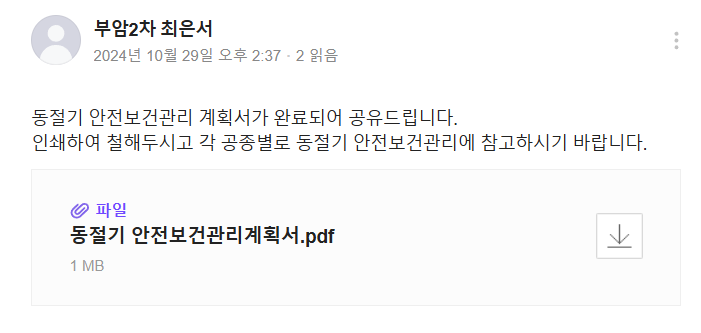 부암2차 최은서
2024년 10월 29일 오후 2:37 · 2 읽음
동절기 안전보건관리 계획서가 완료되어 공유드립니다.
인쇄하여 철해두시고 각 공종별로 동절기 안전보건관리에 참고하시기 바랍니다.
파일
동절기 안전보건관리계획서.pdf
1 MB